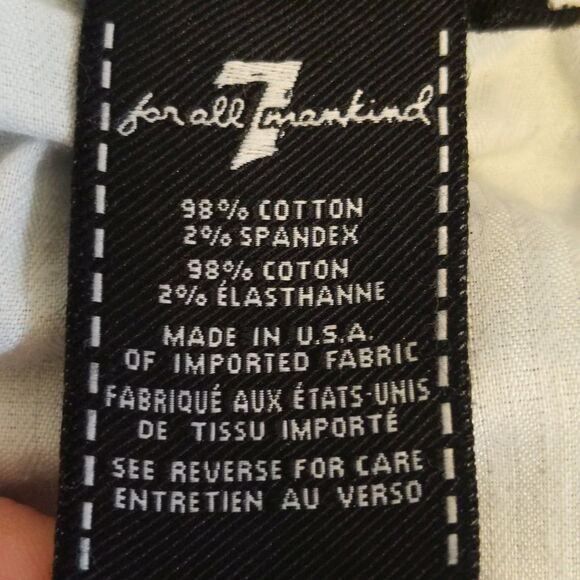 for all 7 mankind
98% COTTON
2% SPANDEX
98% COTON
2% ÉLASTHANNE
MADE IN U.S.A.
OF IMPORTED FABRIC
FABRIQUÉ AUX ÉTATS-UNIS
DE TISSU IMPORTÉ
SEE REVERSE FOR CARE
ENTRETIEN AU VERSO